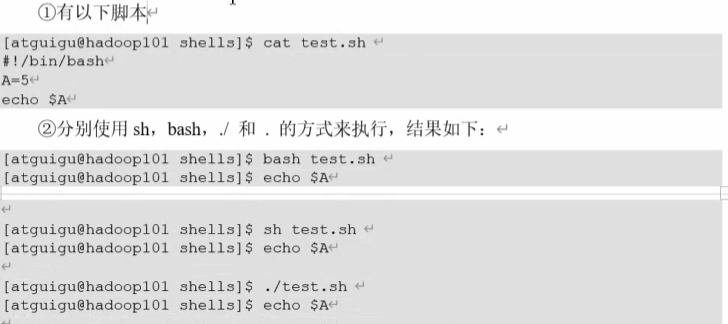 ①有以下脚本
[atguigu@hadoop101 shells]$ cat test.sh
#!/bin/bash
A=5
echo $A
②分别使用 sh，bash，./ 和 . 的方式来执行，结果如下：
[atguigu@hadoop101 shells]$ bash test.sh
[atguigu@hadoop101 shells]$ echo $A
[atguigu@hadoop101 shells]$ sh test.sh
[atguigu@hadoop101 shells]$ echo $A
[atguigu@hadoop101 shells]$ ./test.sh
[atguigu@hadoop101 shells]$ echo $A